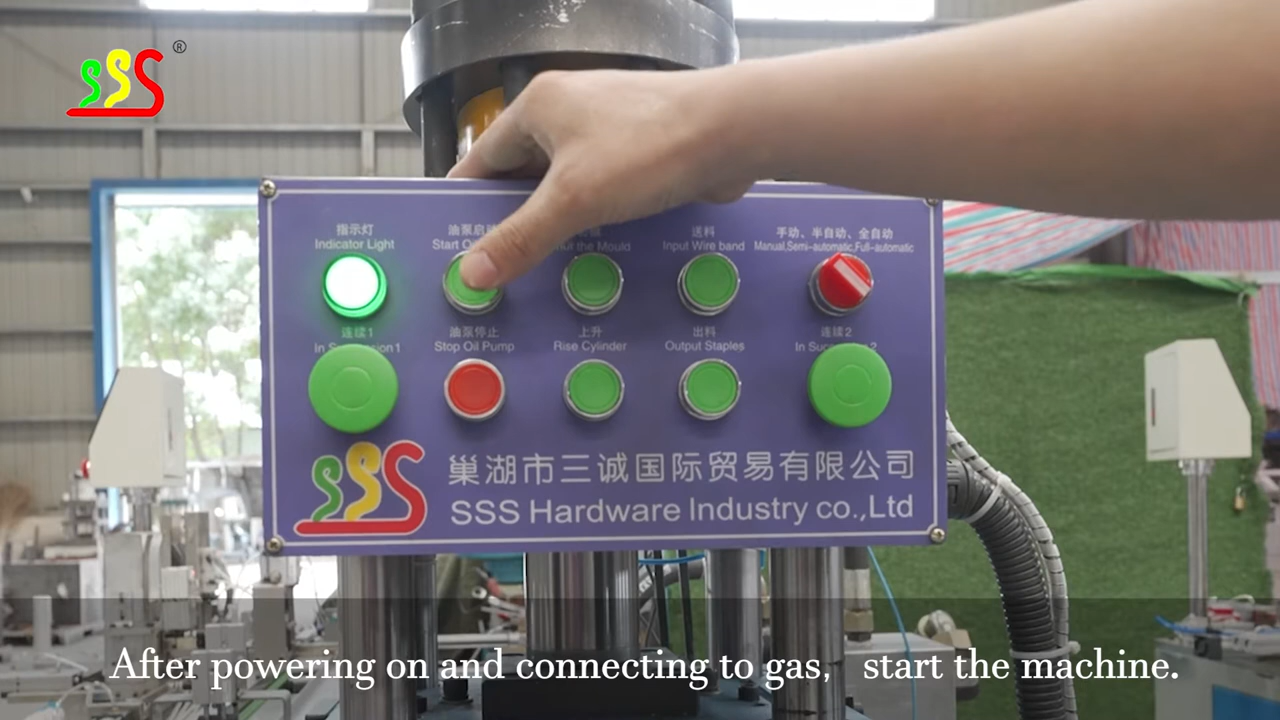 SSS ®
指示灯
Indicator Light
油泵启
Start
the Mould
送料
Input Wire band
手动、半自动、全自动
Manual,Semi-automatic,Full-automatic
连续1
In 1
油泵停止
Stop Oil Pump
上升
Rise Cylinder
出料
Output Staples
连续2
In 2
SSS
巢湖市三诚国际贸易有限公司
SSS Hardware Industry co.,Ltd
After powering on and connecting to gas, start the machine.